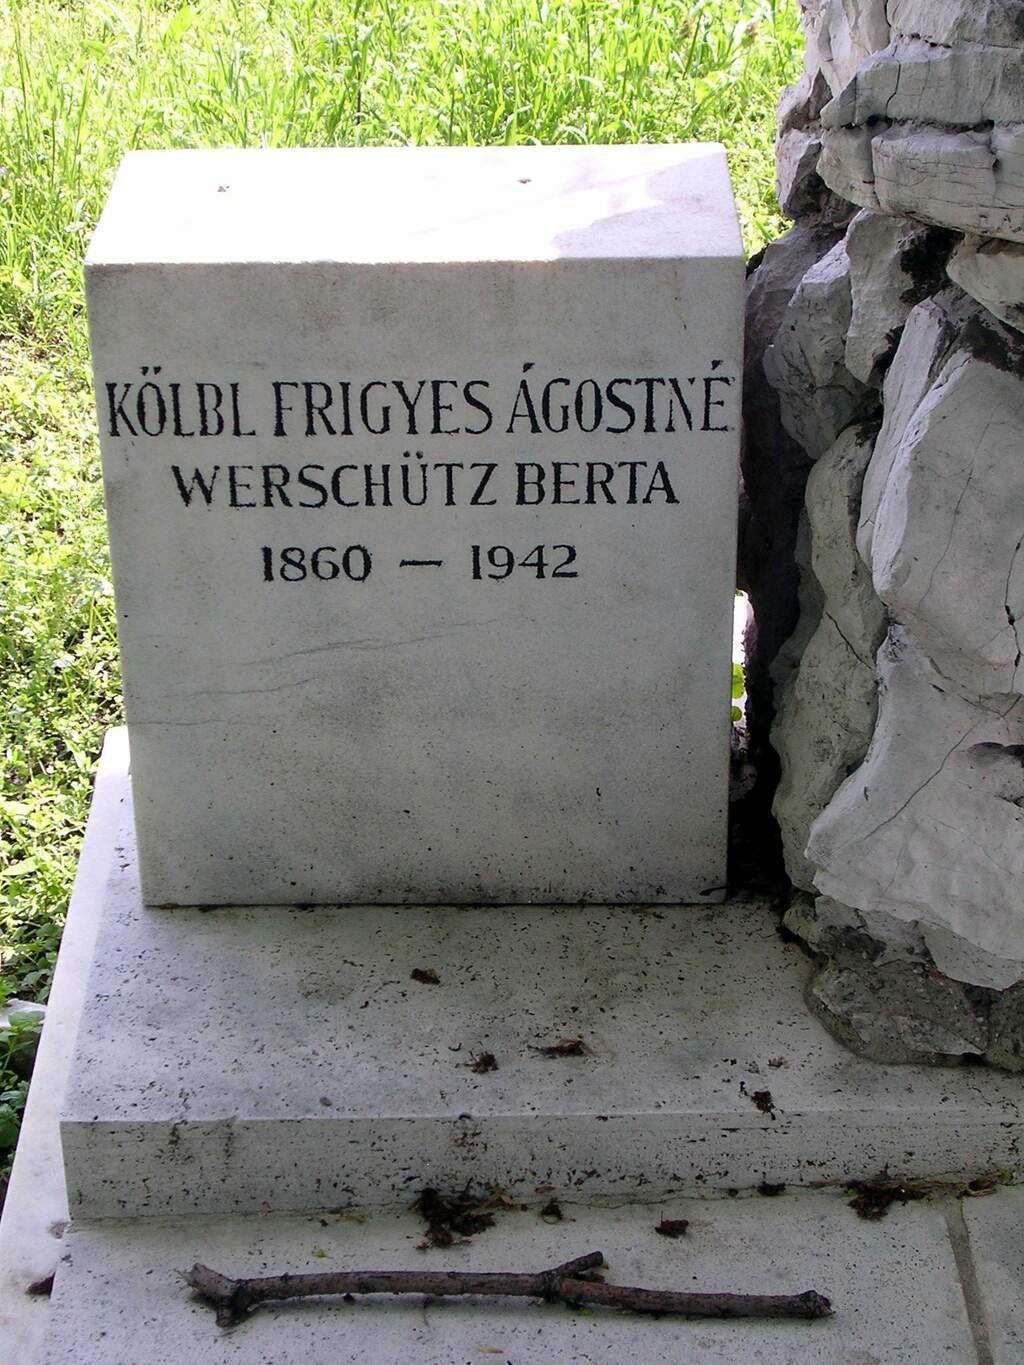 KÖLBL FRIGYES ÁGOSTNÉ
WERSCHÜTZ BERTA
1860 – 1942